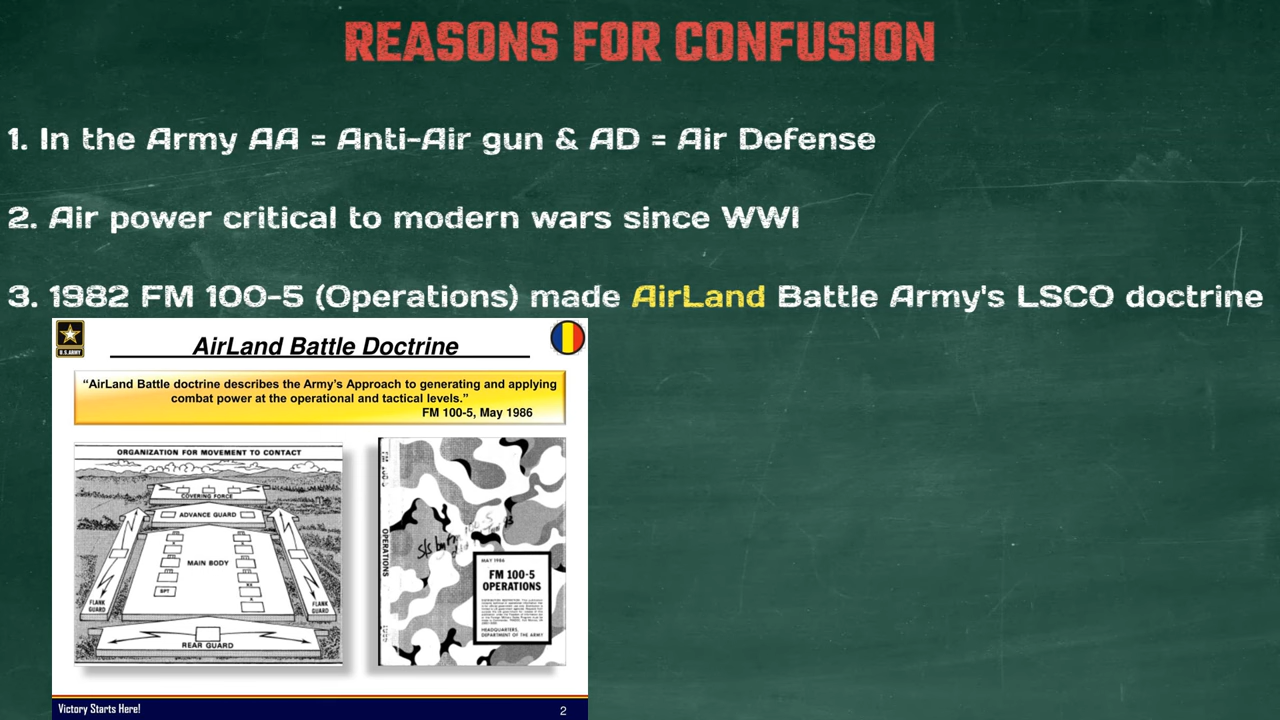 REASONS FOR CONFUSION
1. In the Army AA = Anti-Air gun & AD = Air Defense
2. Air power critical to modern wars since WWI
3. 1982 FM 100-5 (Operations) made AirLand Battle Army's LSCO doctrine
U.S. ARMY
AirLand Battle Doctrine
“AirLand Battle doctrine describes the Army’s Approach to generating and applying
combat power at the operational and tactical levels.”
FM 100-5, May 1986
ORGANIZATION FOR MOVEMENT TO CONTACT
COVERING FORCE
ADVANCE GUARD
MAIN BODY
SPT
FLANK
GUARD
FLANK
GUARD
REAR GUARD
OPERATIONS
MAY 1986
FM 100-5
OPERATIONS
HEADQUARTERS,
DEPARTMENT OF THE ARMY
Victory Starts Here!
2